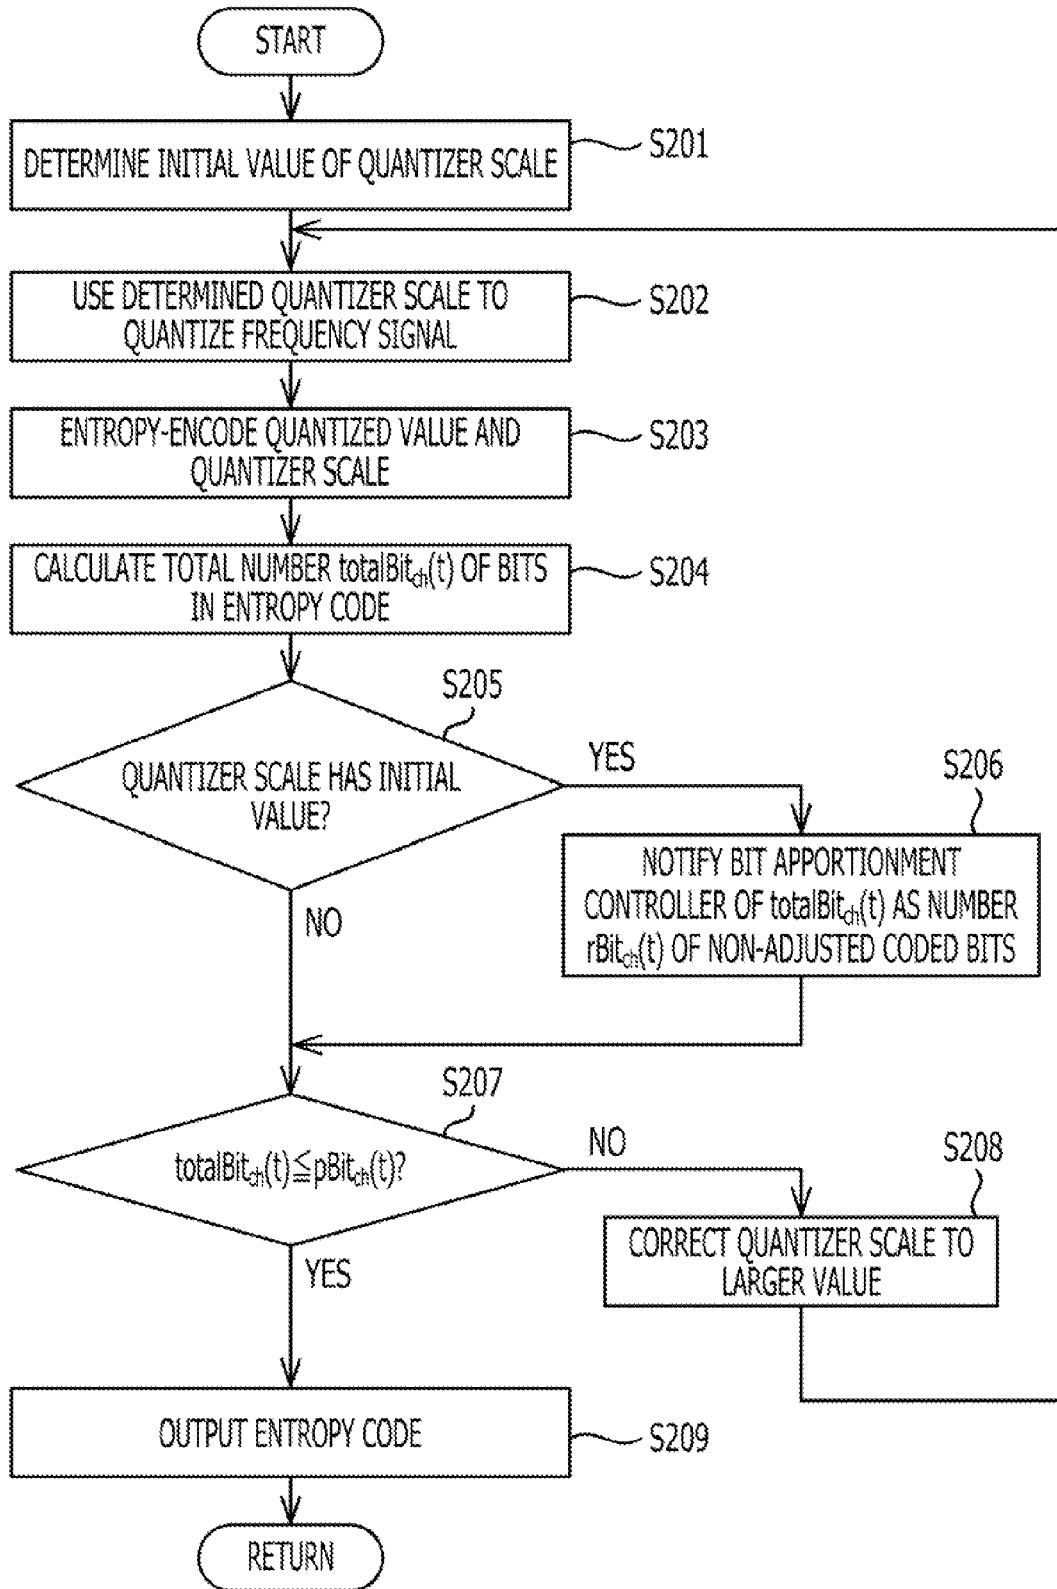 START
DETERMINE INITIAL VALUE OF QUANTIZER SCALE
S201
USE DETERMINED QUANTIZER SCALE TO
QUANTIZE FREQUENCY SIGNAL
S202
ENTROPY-ENCODE QUANTIZED VALUE AND
QUANTIZER SCALE
S203
CALCULATE TOTAL NUMBER totalBitch(t) OF BITS
IN ENTROPY CODE
S204
S205
QUANTIZER SCALE HAS INITIAL
VALUE?
YES
NO
S206
NOTIFY BIT APPORTIONMENT
CONTROLLER OF totalBitch(t) AS NUMBER
rBitch(t) OF NON-ADJUSTED CODED BITS
S207
totalBitch(t)≦pBitch(t)?
NO
YES
S208
CORRECT QUANTIZER SCALE TO
LARGER VALUE
OUTPUT ENTROPY CODE
S209
RETURN